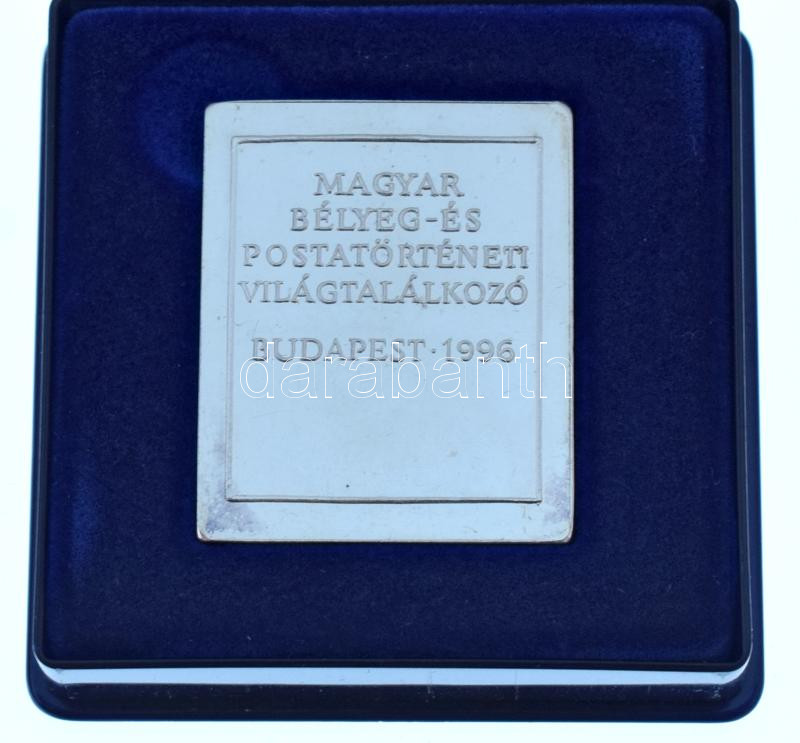 MAGYAR
BÉLYEG-ÉS
POSTATÖRTÉNETI
VILÁGTALÁLKOZÓ
BUDAPEST·1996
darabanth